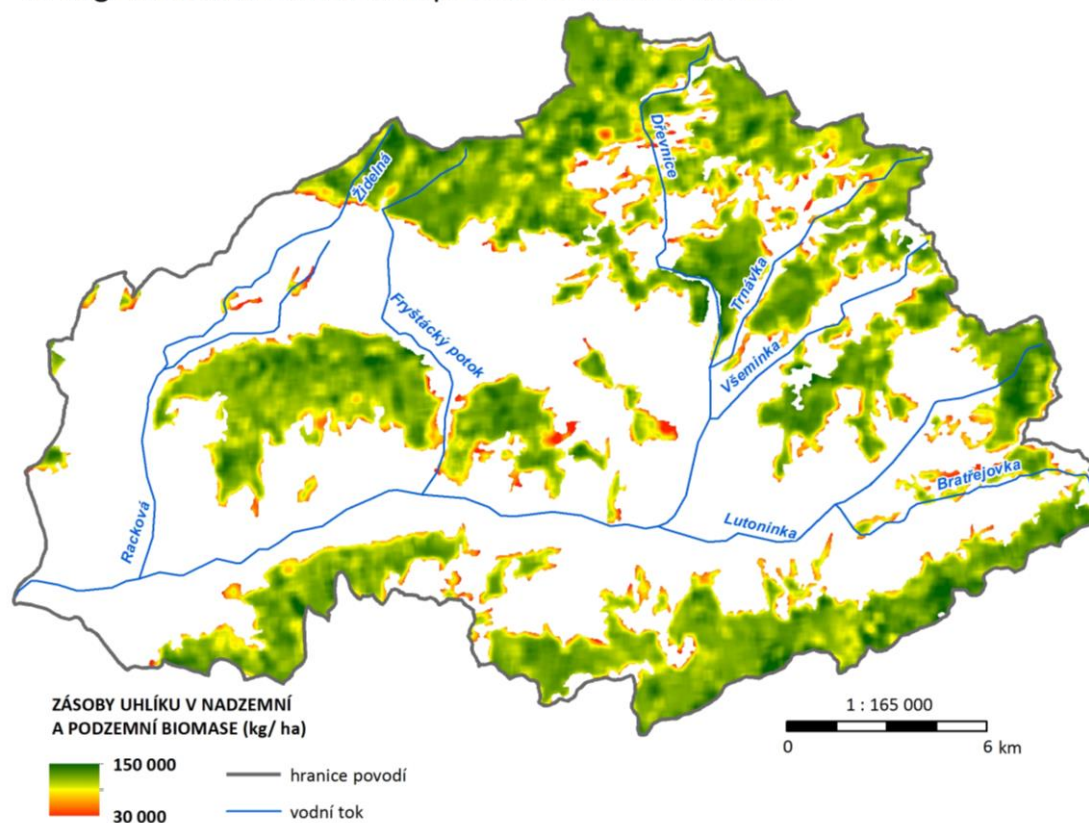 Dřevnice
Židelná
Trnávka
Fryštácký potok
Všeminka
Bratřejovka
Racková
Lutoninka
ZÁSOBY UHLÍKU V NADZEMNÍ
A PODZEMNÍ BIOMASE (kg/ ha)
150 000
30 000
hranice povodí
vodní tok
1 : 165 000
0
6 km